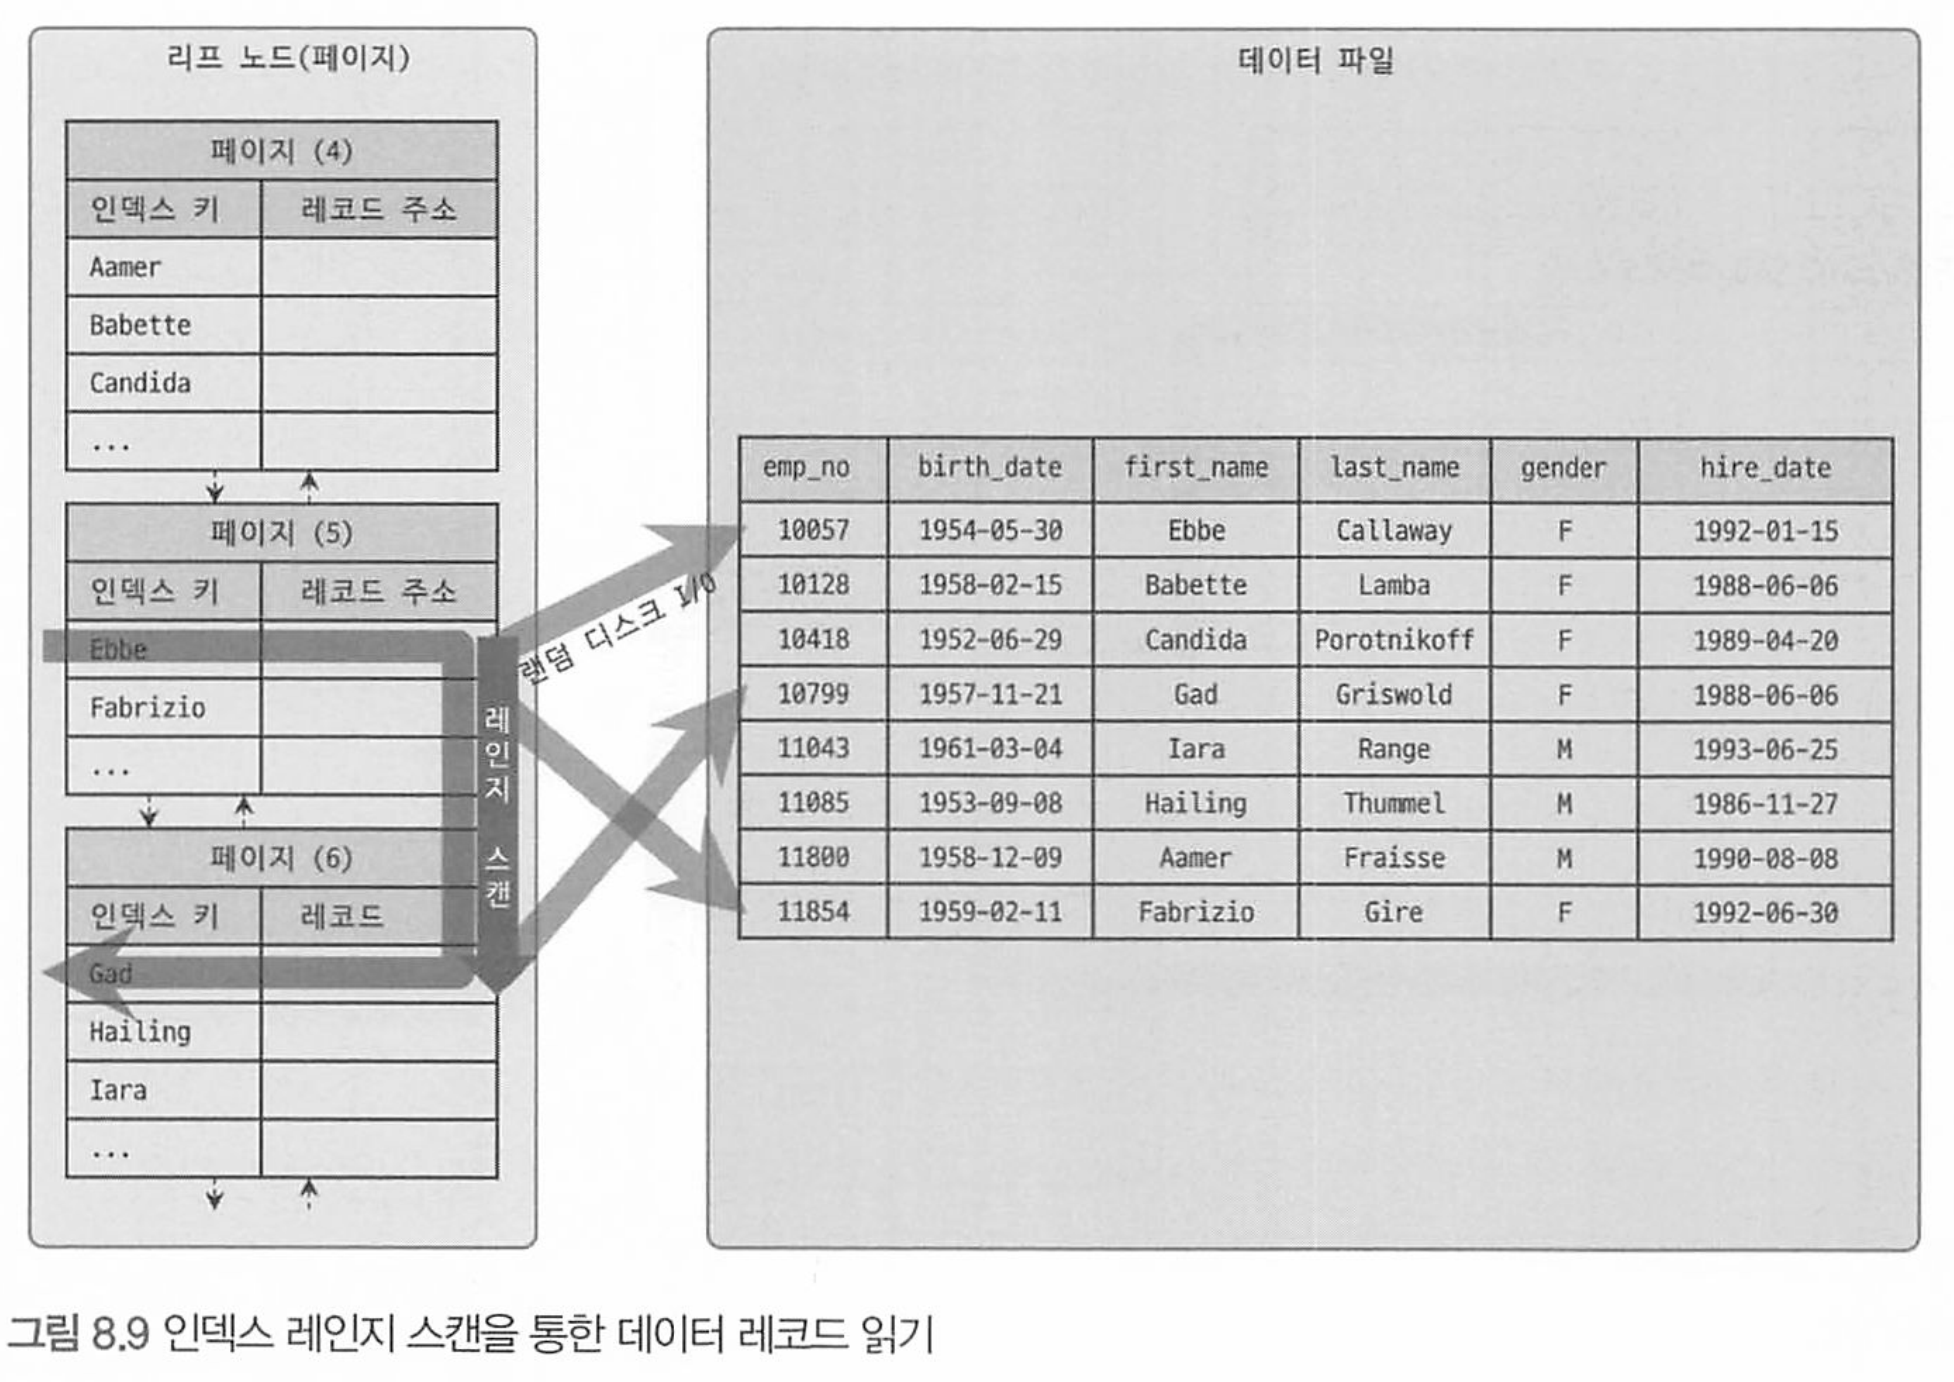 리프 노드(페이지)
페이지 (4)
인덱스 키 레코드 주소
Aamer
Babette
Candida
...
페이지 (5)
인덱스 키 레코드 주소
Ebbe
Fabrizio
...
페이지 (6)
인덱스 키 레코드
Gad
Hailing
Iara
...
레인지 스캔
랜덤 디스크 I/O
데이터 파일
emp_no birth_date first_name last_name gender hire_date
10057 1954-05-30 Ebbe Callaway F 1992-01-15
10128 1958-02-15 Babette Lamba F 1988-06-06
10418 1952-06-29 Candida Porotnikoff F 1989-04-20
10799 1957-11-21 Gad Griswold F 1988-06-06
11043 1961-03-04 Iara Range M 1993-06-25
11085 1953-09-08 Hailing Thummel M 1986-11-27
11800 1958-12-09 Aamer Fraisse M 1990-08-08
11854 1959-02-11 Fabrizio Gire F 1992-06-30
그림 8.9 인덱스 레인지 스캔을 통한 데이터 레코드 읽기